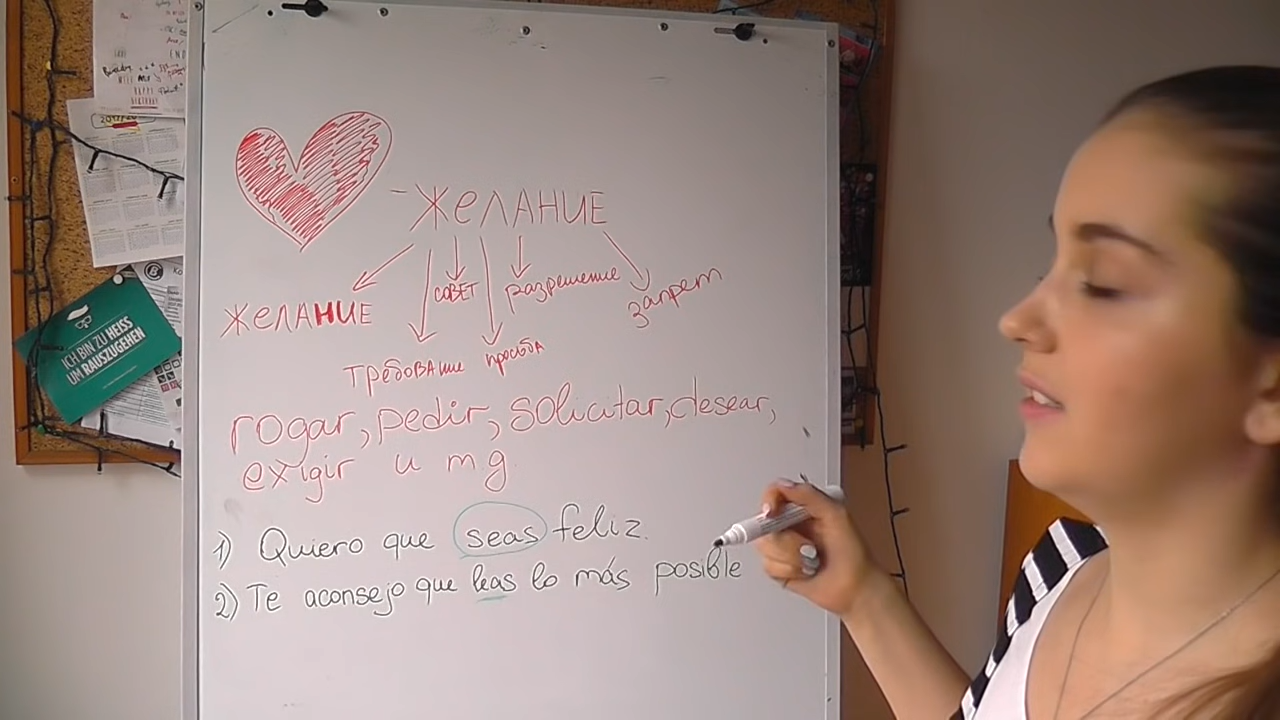 - ЖЕЛАНИЕ
ЖЕЛАНИЕ
требование
совет
просьба
разрешение
запрет
rogar, pedir, solicitar, desear,
exigir и т д.
1) Quiero que seas feliz.
2) Te aconsejo que leas lo más posible
ICH BIN ZU HEISS
UM RAUSZUGEHEN